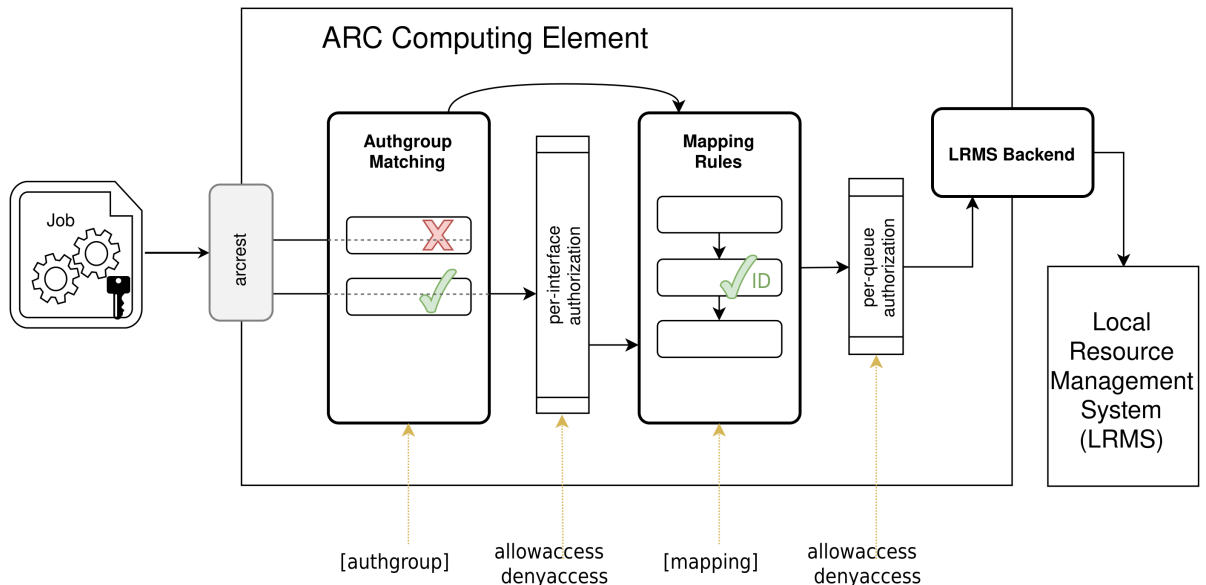 ARC Computing Element
Authgroup
Matching
Mapping
Rules
LRMS Backend
Job
arcrest
per-interface
authorization
ID
per-queue
authorization
Local
Resource
Management
System
(LRMS)
[authgroup]
allowaccess
denyaccess
[mapping]
allowaccess
denyaccess